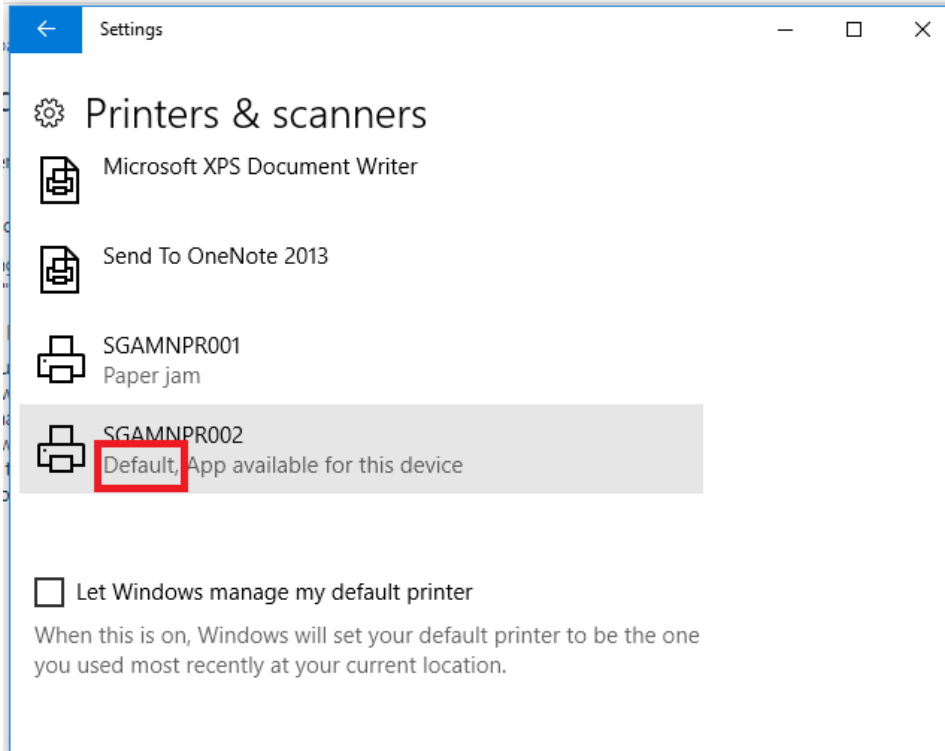 Settings
Printers & scanners
Microsoft XPS Document Writer
Send To OneNote 2013
SGAMNPR001
Paper jam
SGAMNPR002
Default, App available for this device
Let Windows manage my default printer
When this is on, Windows will set your default printer to be the one
you used most recently at your current location.